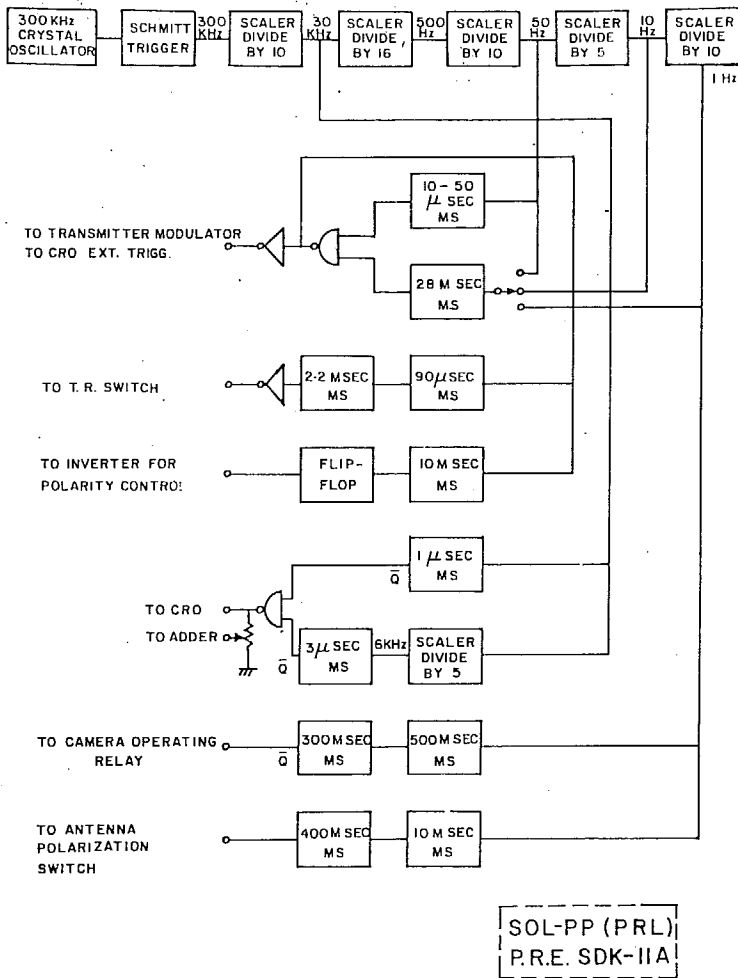 300 KHz
CRYSTAL
OSCILLATOR
SCHMITT
TRIGGER
300
KHz
SCALER
DIVIDE
BY 10
30
KHz
SCALER
DIVIDE
BY 16
500
Hz
SCALER
DIVIDE
BY 10
50
Hz
SCALER
DIVIDE
BY 5
10
Hz
SCALER
DIVIDE
BY 10
1 Hz
10-50
μ SEC
MS
TO TRANSMITTER MODULATOR
TO CRO EXT. TRIGG.
28 M SEC
MS
TO T. R. SWITCH
2·2 MSEC
MS
90 μSEC
MS
TO INVERTER FOR
POLARITY CONTROL
FLIP-
FLOP
10 M SEC
MS
1 μ SEC
MS
Q̅
TO CRO
TO ADDER
Q̅
3 μ SEC
MS
6KHz
SCALER
DIVIDE
BY 5
TO CAMERA OPERATING
RELAY
Q̅
300 M SEC
MS
500 M SEC
MS
TO ANTENNA
POLARIZATION
SWITCH
400 M SEC
MS
10 M SEC
MS
SOL-PP (PRL)
P.R.E. SDK-11A